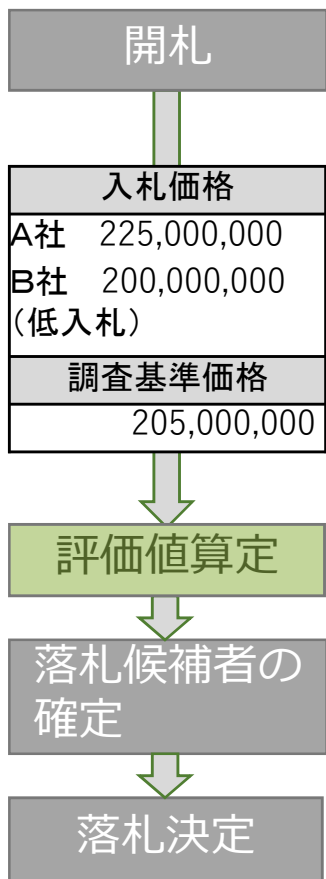 開札
入札価格
A社 225,000,000
B社 200,000,000
（低入札）
調査基準価格
205,000,000
評価値算定
落札候補者の
確定
落札決定